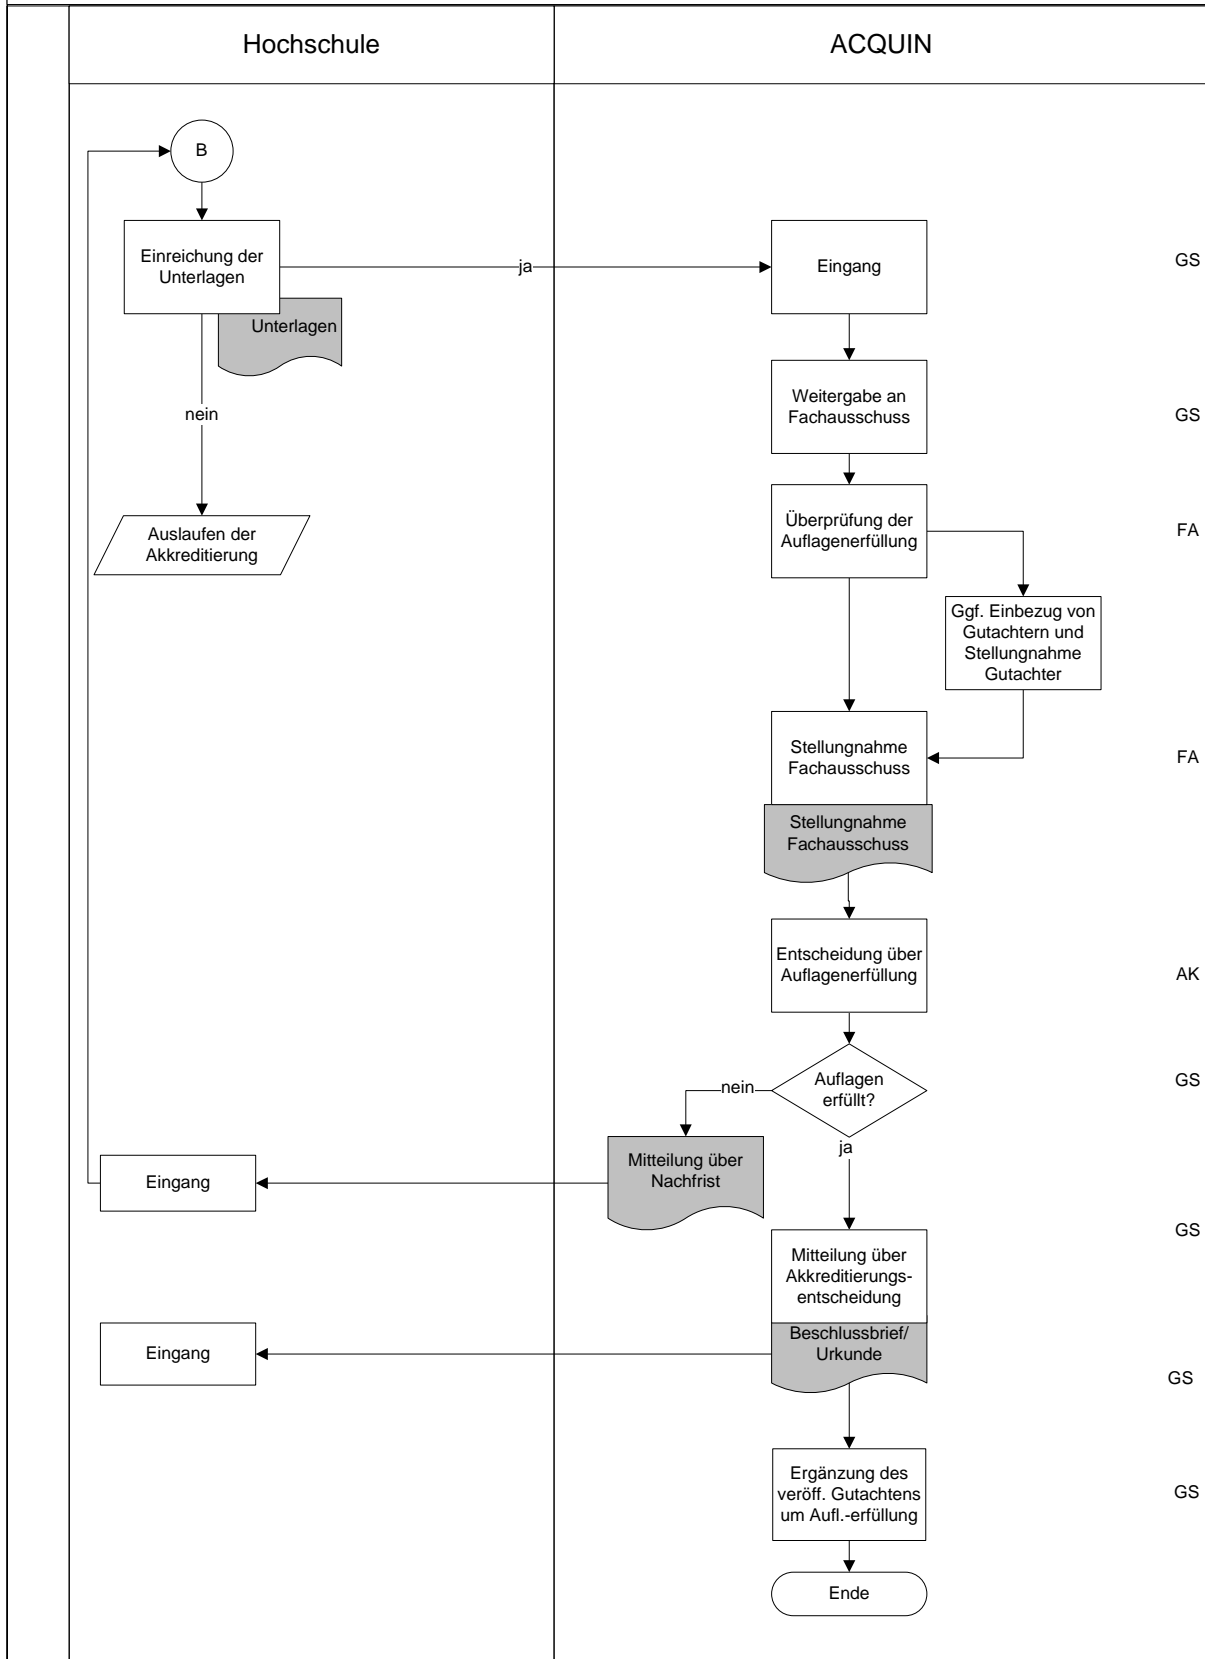 Hochschule
ACQUIN
B
Einreichung der
Unterlagen
ja
Eingang
GS
Unterlagen
nein
Weitergabe an
Fachausschuss
GS
Auslaufen der
Akkreditierung
Überprüfung der
Auflagenerfüllung
FA
Ggf. Einbezug von
Gutachtern und
Stellungnahme
Gutachter
Stellungnahme
Fachausschuss
FA
Stellungnahme
Fachausschuss
Entscheidung über
Auflagenerfüllung
AK
Auflagen
erfüllt?
GS
nein
ja
Mitteilung über
Nachfrist
Eingang
GS
Mitteilung über
Akkreditierungs-
entscheidung
Beschlussbrief/
Urkunde
Eingang
GS
Ergänzung des
veröff. Gutachtens
um Aufl.-erfüllung
GS
Ende